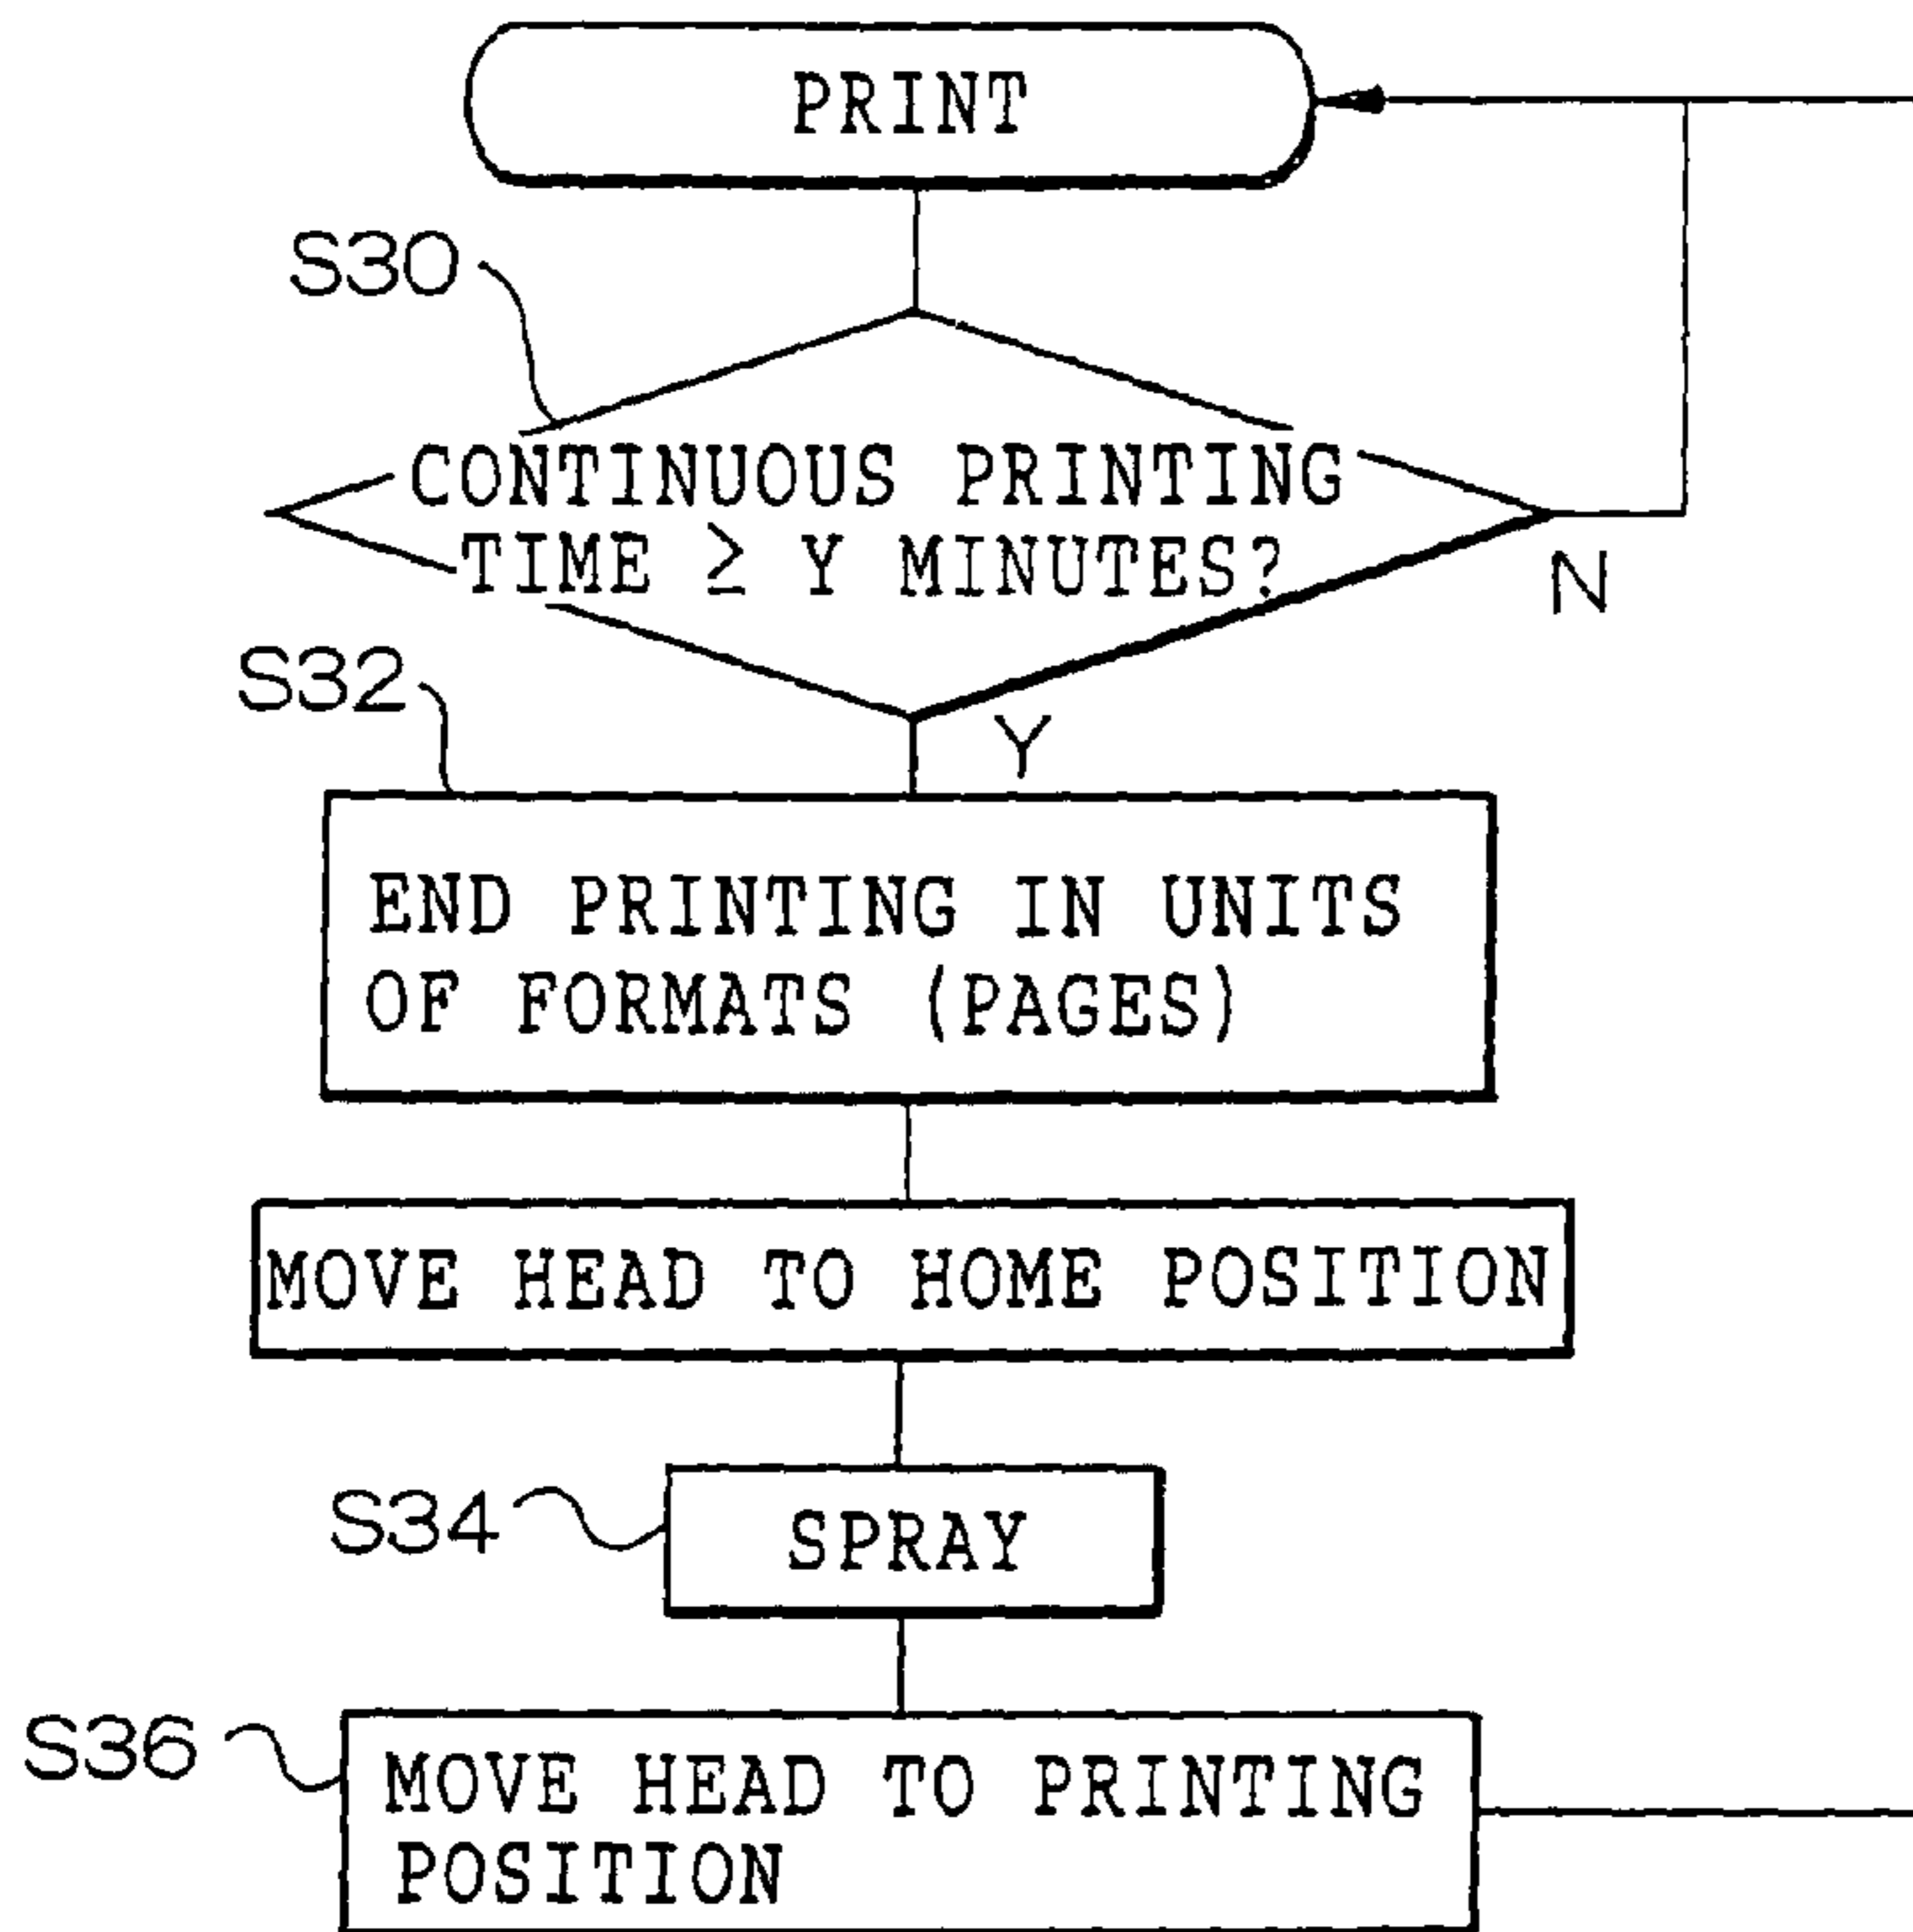 PRINT
S30
CONTINUOUS PRINTING
TIME ≥ Y MINUTES?
N
S32
Y
END PRINTING IN UNITS
OF FORMATS (PAGES)
MOVE HEAD TO HOME POSITION
S34
SPRAY
S36
MOVE HEAD TO PRINTING
POSITION